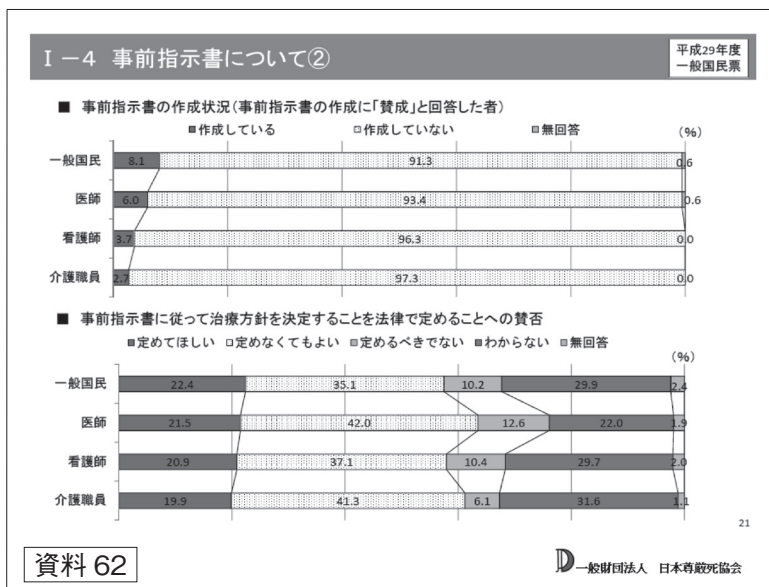 Ⅰ－4 事前指示書について②
平成29年度
一般国民票
■ 事前指示書の作成状況(事前指示書の作成に「賛成」と回答した者)
■作成している □作成していない ■無回答 (%)
一般国民 8.1 91.3 0.6
医師 6.0 93.4 0.6
看護師 3.7 96.3 0.0
介護職員 2.7 97.3 0.0
■ 事前指示書に従って治療方針を決定することを法律で定めることへの賛否
■定めてほしい □定めなくてもよい ■定めるべきでない ■わからない ■無回答
(%)
一般国民 22.4 35.1 10.2 29.9 2.4
医師 21.5 42.0 12.6 22.0 1.9
看護師 20.9 37.1 10.4 29.7 2.0
介護職員 19.9 41.3 6.1 31.6 1.1
21
資料 62
一般財団法人 日本尊厳死協会